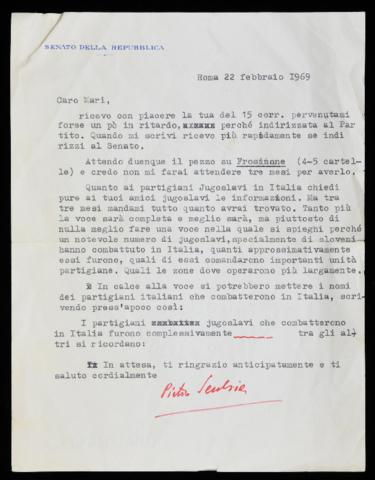 SENATO DELLA REPUBBLICA
Roma 22 febbraio 1969
Caro Mari,
ricevo con piacere la tua del 15 corr. pervenutami
forse un pò in ritardo, perché indirizzata al Par
tito. Quando mi scrivi ricevo più rapidamente se indi
rizzi al Senato.
Attendo duenque il pezzo su Frosinone (4-5 cartel-
le) e credo non mi farai attendre tre mesi per averlo.
Quanto ai partigiani Jugoslavi in Italia chiedi
pure ai tuoi amici jugoslavi le informazioni. Ma tra
tre mesi mandami tutto quanto avrai trovato. Tanto più
la voce sarà completa e meglio sarà, ma piuttosto di
nulla meglio fare una voce nella quale si spieghi perché
un notevole numero di jugoslavi,specialmente di sloveni
hanno combattuto in Italia, quanti approssimativamente
essi furono, quali di essi comandarono importanti unità
partigiane. Quali le zone dove operarono più largamente.
In calce alla voce si potrebbero mettere i nomi
dei partigiani italiani che combatterono in Italia, scri-
vendo press'apoco così:
I partigiani jugoslavi che combatterono
in Italia furono complessivamente ______ tra gli al-
tri si ricordano:
In attesa, ti ringrazio anticipatamente e ti
saluto cordialmente
Pietro Secchia